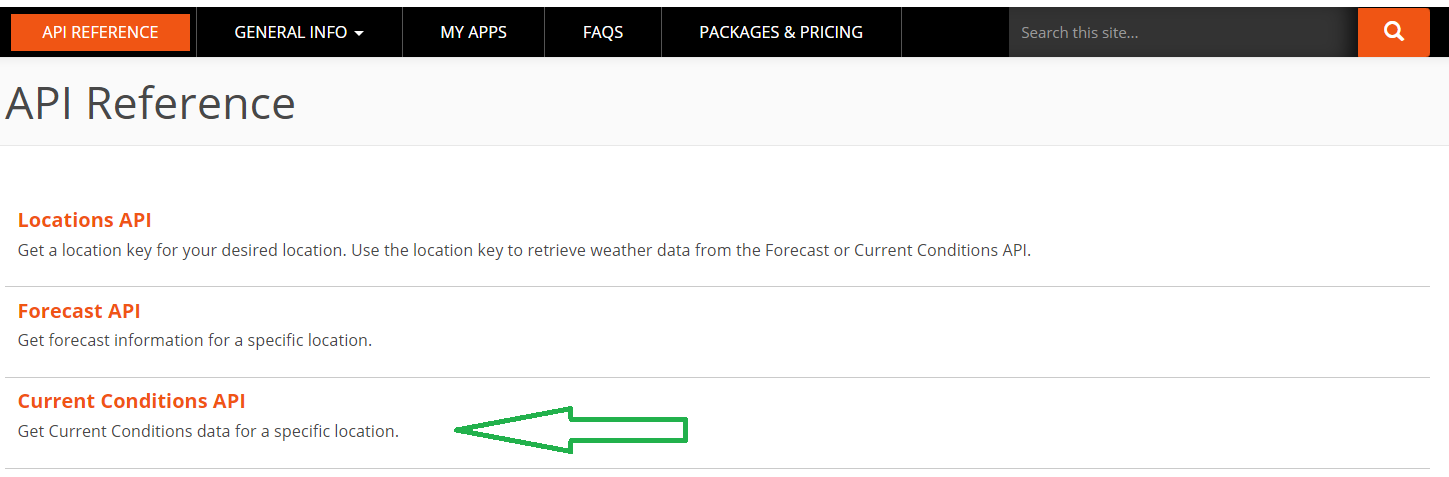 API REFERENCE
GENERAL INFO
MY APPS
FAQS
PACKAGES & PRICING
Search this site...
API Reference
Locations API
Get a location key for your desired location. Use the location key to retrieve weather data from the Forecast or Current Conditions API.
Forecast API
Get forecast information for a specific location.
Current Conditions API
Get Current Conditions data for a specific location.